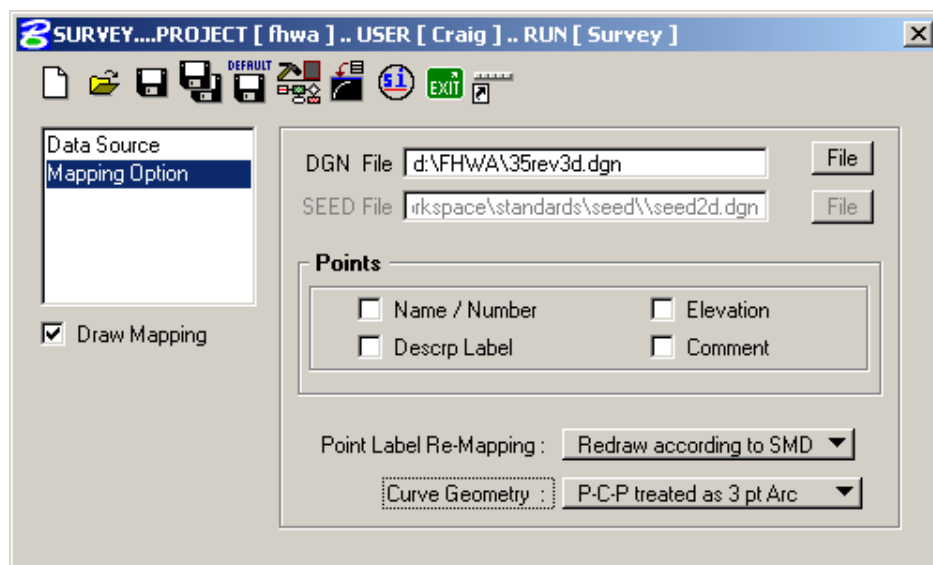 SURVEY....PROJECT [ fhwa ] .. USER [ Craig ] .. RUN [ Survey ]
DEFAULT
si
EXIT
Data Source
Mapping Option
Draw Mapping
DGN File d:\FHWA\35rev3d.dgn File
SEED File rkspace\standards\seed\\seed2d.dgn File
Points
Name / Number Elevation
Descrp Label Comment
Point Label Re-Mapping : Redraw according to SMD
Curve Geometry : P-C-P treated as 3 pt Arc